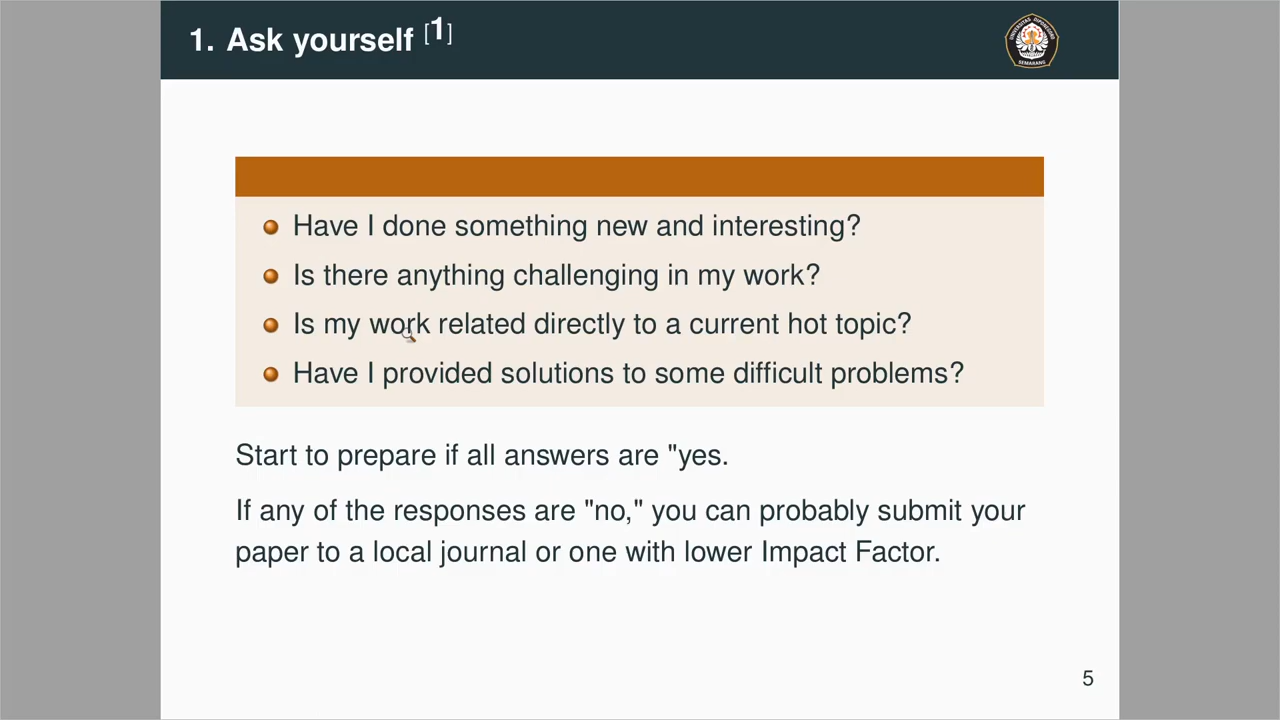 1. Ask yourself [1]
UNIVERSITAS DIPONEGORO
SEMARANG
Have I done something new and interesting?
Is there anything challenging in my work?
Is my work related directly to a current hot topic?
Have I provided solutions to some difficult problems?
Start to prepare if all answers are "yes.
If any of the responses are "no," you can probably submit your
paper to a local journal or one with lower Impact Factor.
5